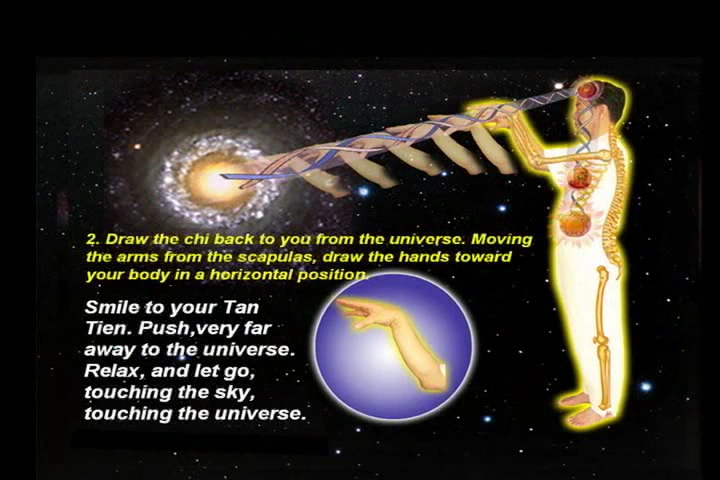 2. Draw the chi back to you from the universe. Moving
the arms from the scapulas, draw the hands toward
your body in a horizontal position.
Smile to your Tan
Tien. Push,very far
away to the universe.
Relax, and let go,
touching the sky,
touching the universe.